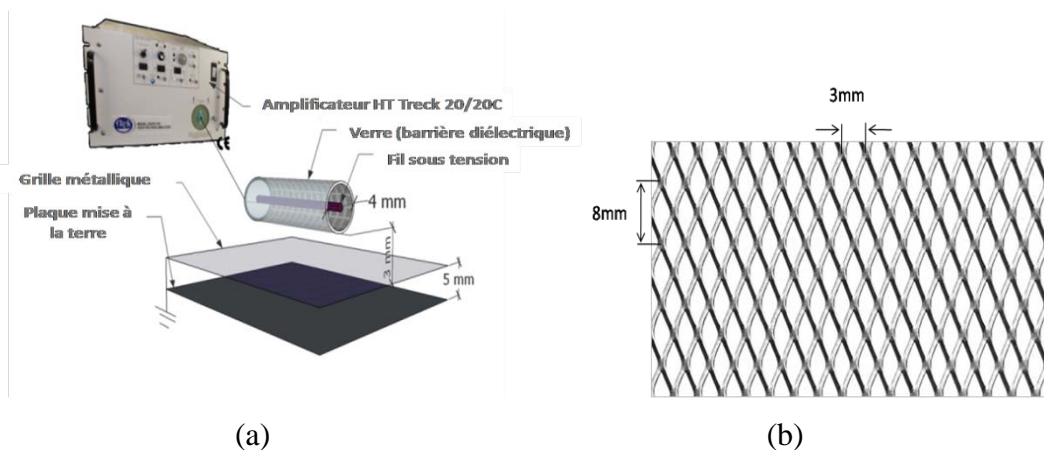 Amplificateur HT Treck 20/20C
Verre (barrière diélectrique)
Fil sous tension
Grille métallique
4 mm
Plaque mise à
la terre
3 mm
5 mm
3mm
8mm
CE
(a)
(b)